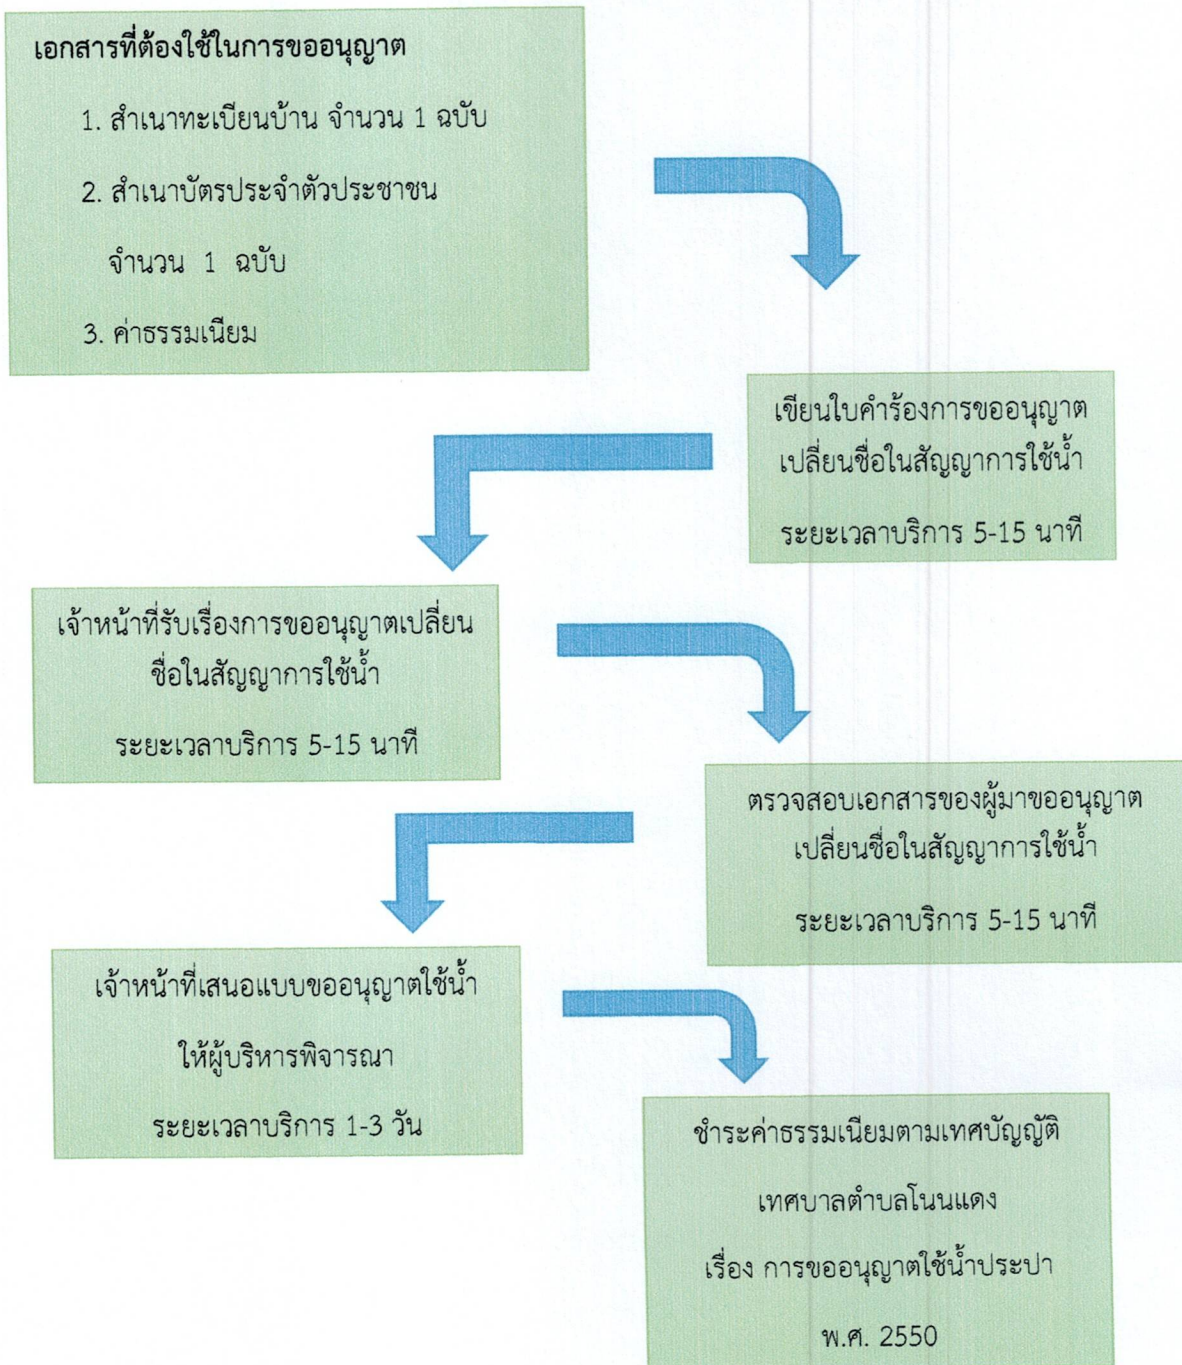 เอกสารที่ต้องใช้ในการขออนุญาต
1. สำเนาทะเบียนบ้าน จำนวน 1 ฉบับ
2. สำเนาบัตรประจำตัวประชาชน
จำนวน 1 ฉบับ
3. ค่าธรรมเนียม
เขียนใบคำร้องการขออนุญาต
เปลี่ยนชื่อในสัญญาการใช้น้ำ
ระยะเวลาบริการ 5-15 นาที
เจ้าหน้าที่รับเรื่องการขออนุญาตเปลี่ยน
ชื่อในสัญญาการใช้น้ำ
ระยะเวลาบริการ 5-15 นาที
ตรวจสอบเอกสารของผู้มาขออนุญาต
เปลี่ยนชื่อในสัญญาการใช้น้ำ
ระยะเวลาบริการ 5-15 นาที
เจ้าหน้าที่เสนอแบบขออนุญาตใช้น้ำ
ให้ผู้บริหารพิจารณา
ระยะเวลาบริการ 1-3 วัน
ชำระค่าธรรมเนียมตามเทศบัญญัติ
เทศบาลตำบลโนนแดง
เรื่อง การขออนุญาตใช้น้ำประปา
พ.ศ. 2550